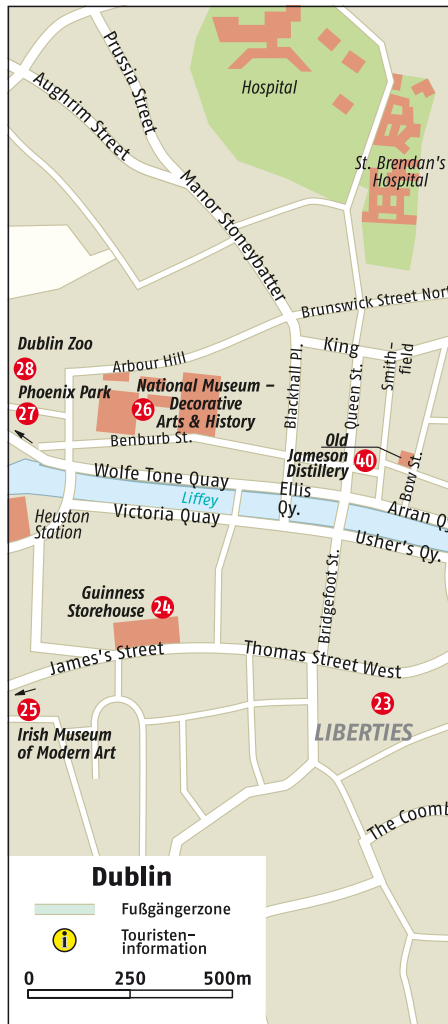 Prussia Street
Aughrim Street
Hospital
St. Brendan's
Hospital
Manor Stoneybatter
Brunswick Street Nort
King
Smith-
field
Blackhall Pl.
Queen St.
Dublin Zoo
28
Phoenix Park
27
Arbour Hill
National Museum –
Decorative
Arts & History
26
Benburb St.
Old
Jameson
Distillery
40
Bow St.
Wolfe Tone Quay
Ellis
Qy.
Liffey
Arran Qy
Victoria Quay
Usher's Qy.
Heuston
Station
Bridgefoot St.
Guinness
Storehouse
24
James's Street
Thomas Street West
25
Irish Museum
of Modern Art
23
LIBERTIES
The Coomb
Dublin
Fußgängerzone
i
Touristen-
information
0 250 500m